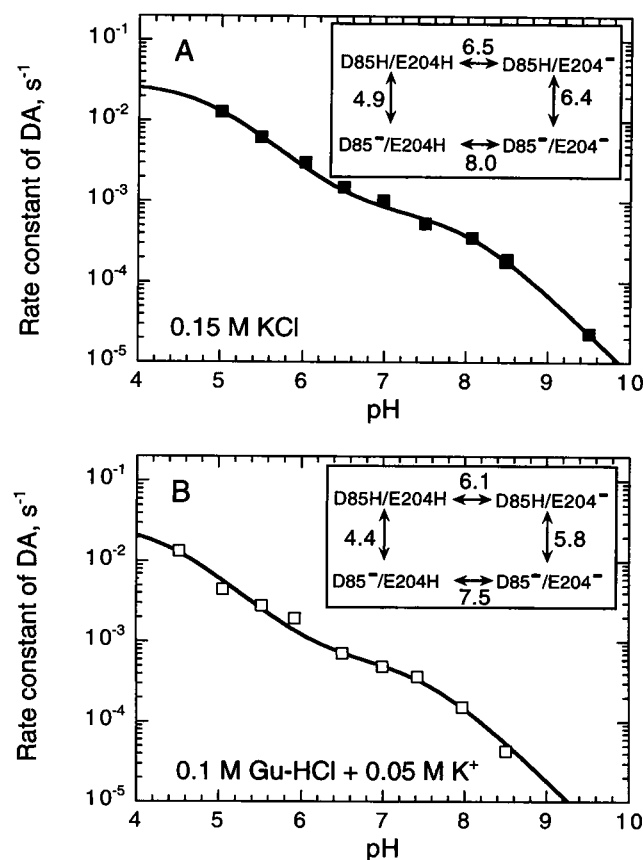 A
D85H/E204H 6.5 D85H/E204⁻
4.9 6.4
D85⁻/E204H 8.0 D85⁻/E204⁻
Rate constant of DA, s⁻¹
10⁻¹
10⁻²
10⁻³
10⁻⁴
10⁻⁵
0.15 M KCl
4 5 6 7 8 9 10
pH
B
D85H/E204H 6.1 D85H/E204⁻
4.4 5.8
D85⁻/E204H 7.5 D85⁻/E204⁻
Rate constant of DA, s⁻¹
10⁻¹
10⁻²
10⁻³
10⁻⁴
10⁻⁵
0.1 M Gu-HCl + 0.05 M K⁺
4 5 6 7 8 9 10
pH